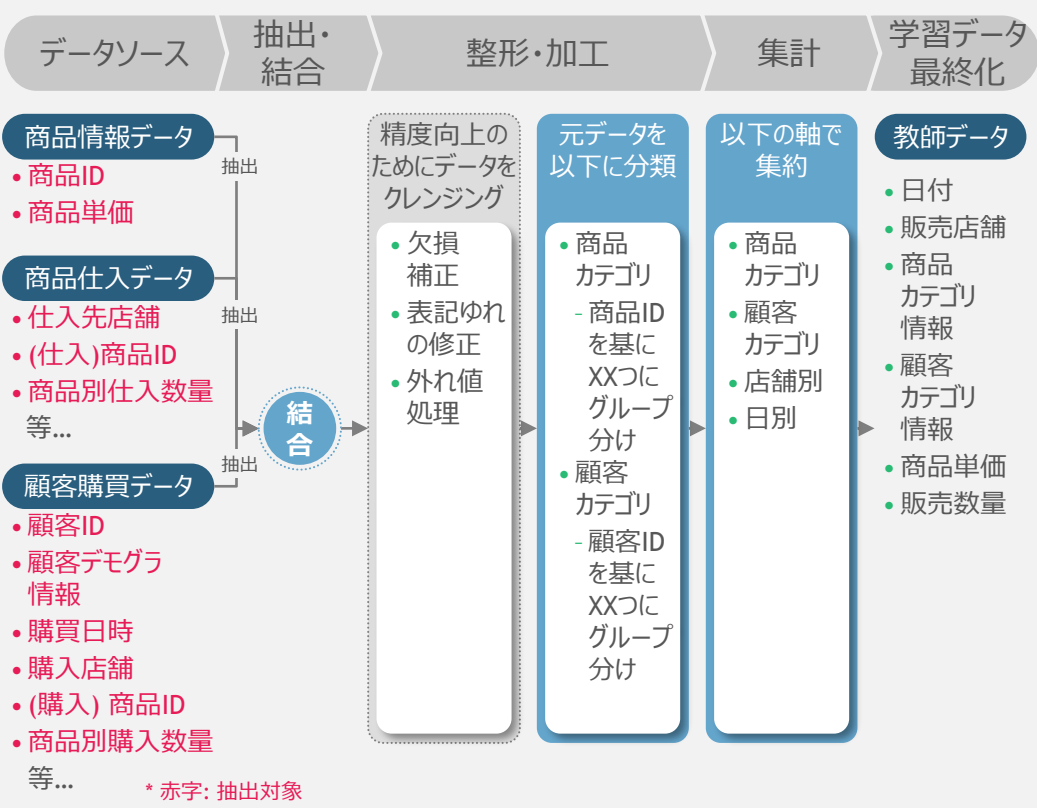 データソース
抽出・
結合
整形・加工
集計
学習データ
最終化
商品情報データ
• 商品ID
• 商品単価
抽出
商品仕入データ
• 仕入先店舗
• (仕入)商品ID
• 商品別仕入数量
等...
抽出
顧客購買データ
• 顧客ID
• 顧客デモグラ
情報
• 購買日時
• 購入店舗
• (購入) 商品ID
• 商品別購入数量
等...
抽出
* 赤字: 抽出対象
結
合
精度向上の
ためにデータを
クレンジング
• 欠損
補正
• 表記ゆれ
の修正
• 外れ値
処理
元データを
以下に分類
• 商品
カテゴリ
- 商品ID
を基に
XXつに
グループ
分け
• 顧客
カテゴリ
- 顧客ID
を基に
XXつに
グループ
分け
以下の軸で
集約
• 商品
カテゴリ
• 顧客
カテゴリ
• 店舗別
• 日別
教師データ
• 日付
• 販売店舗
• 商品
カテゴリ
情報
• 顧客
カテゴリ
情報
• 商品単価
• 販売数量